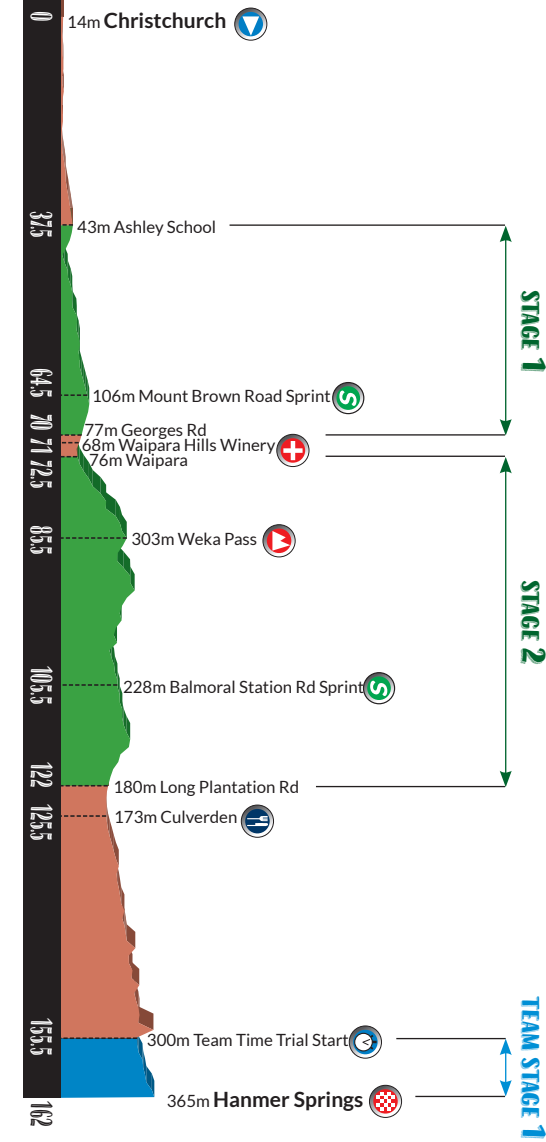 0
14m Christchurch
37.5
43m Ashley School
STAGE 1
64.5
106m Mount Brown Road Sprint
S
70
77m Georges Rd
71
68m Waipara Hills Winery
72.5
76m Waipara
85.5
303m Weka Pass
STAGE 2
105.5
228m Balmoral Station Rd Sprint
S
122
180m Long Plantation Rd
125.5
173m Culverden
155.5
300m Team Time Trial Start
TEAM STAGE 1
162
365m Hanmer Springs